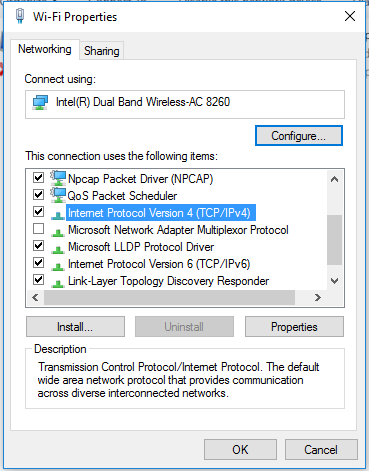 Wi-Fi Properties
Networking
Sharing
Connect using:
Intel(R) Dual Band Wireless-AC 8260
Configure...
This connection uses the following items:
Npcap Packet Driver (NPCAP)
QoS Packet Scheduler
Internet Protocol Version 4 (TCP/IPv4)
Microsoft Network Adapter Multiplexor Protocol
Microsoft LLDP Protocol Driver
Internet Protocol Version 6 (TCP/IPv6)
Link-Layer Topology Discovery Responder
Install...
Uninstall
Properties
Description
Transmission Control Protocol/Internet Protocol. The default
wide area network protocol that provides communication
across diverse interconnected networks.
OK
Cancel